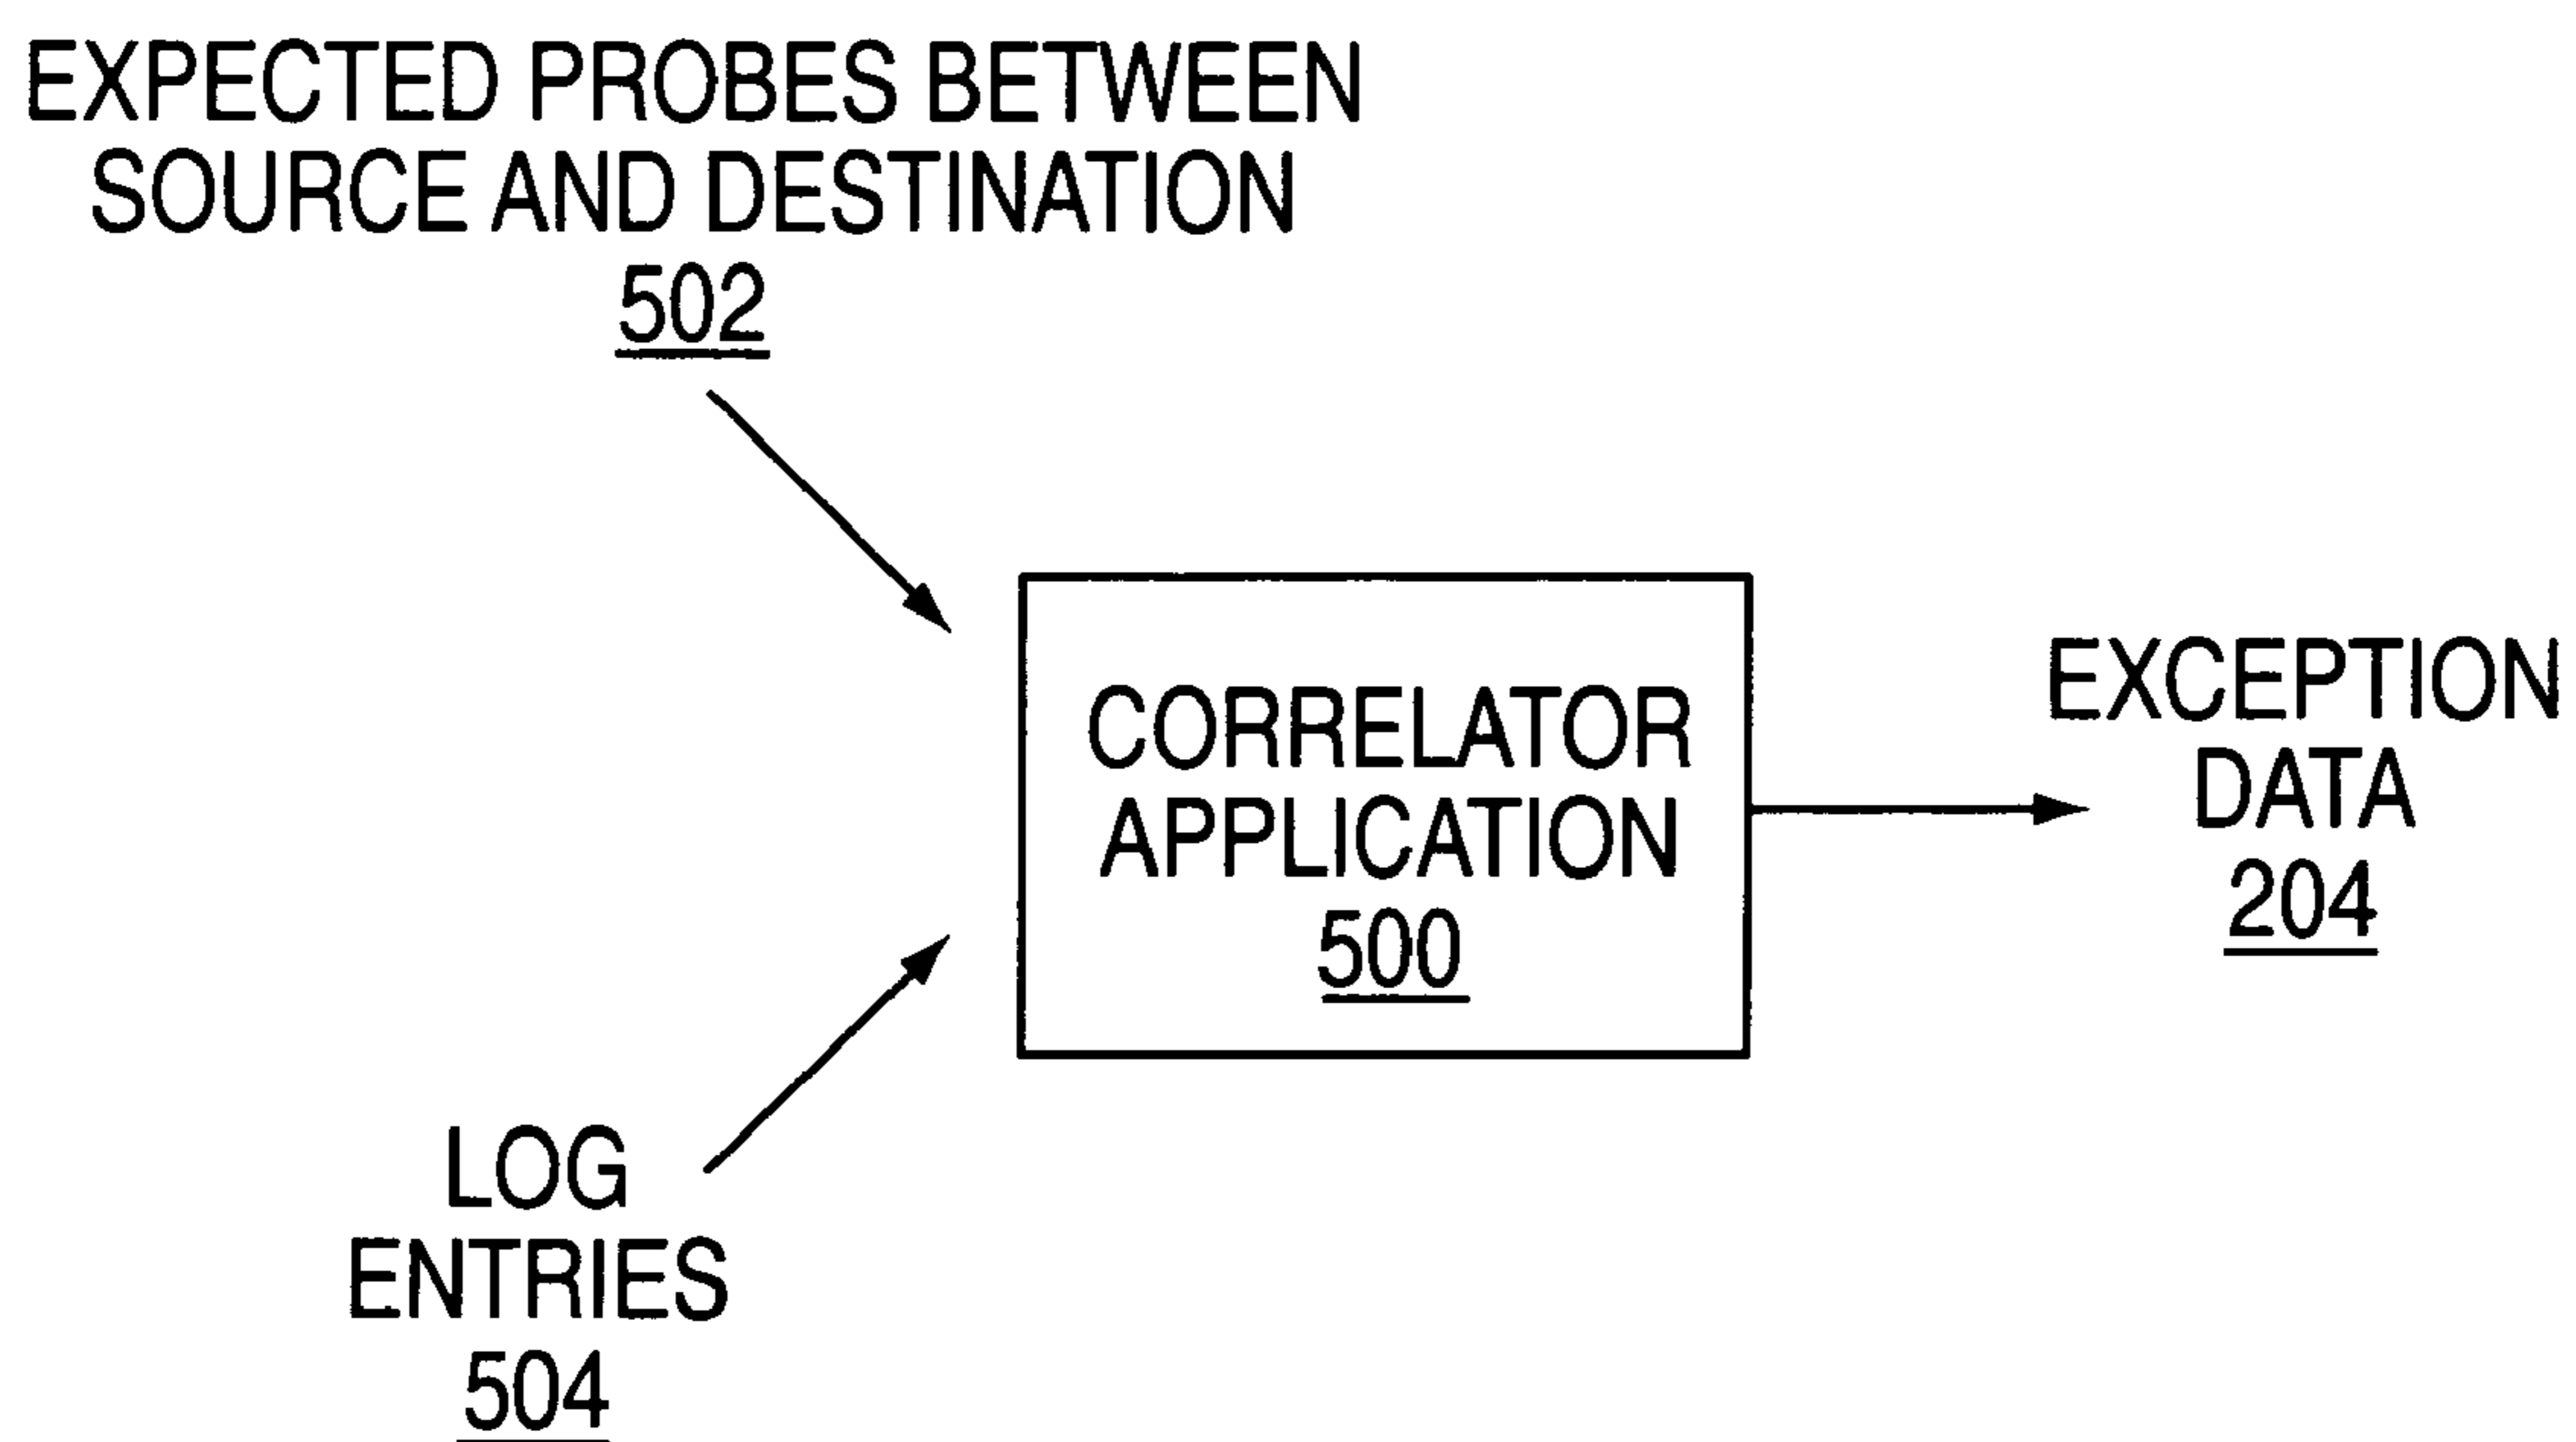 EXPECTED PROBES BETWEEN
SOURCE AND DESTINATION
502
CORRELATOR
APPLICATION
500
EXCEPTION
DATA
204
LOG
ENTRIES
504